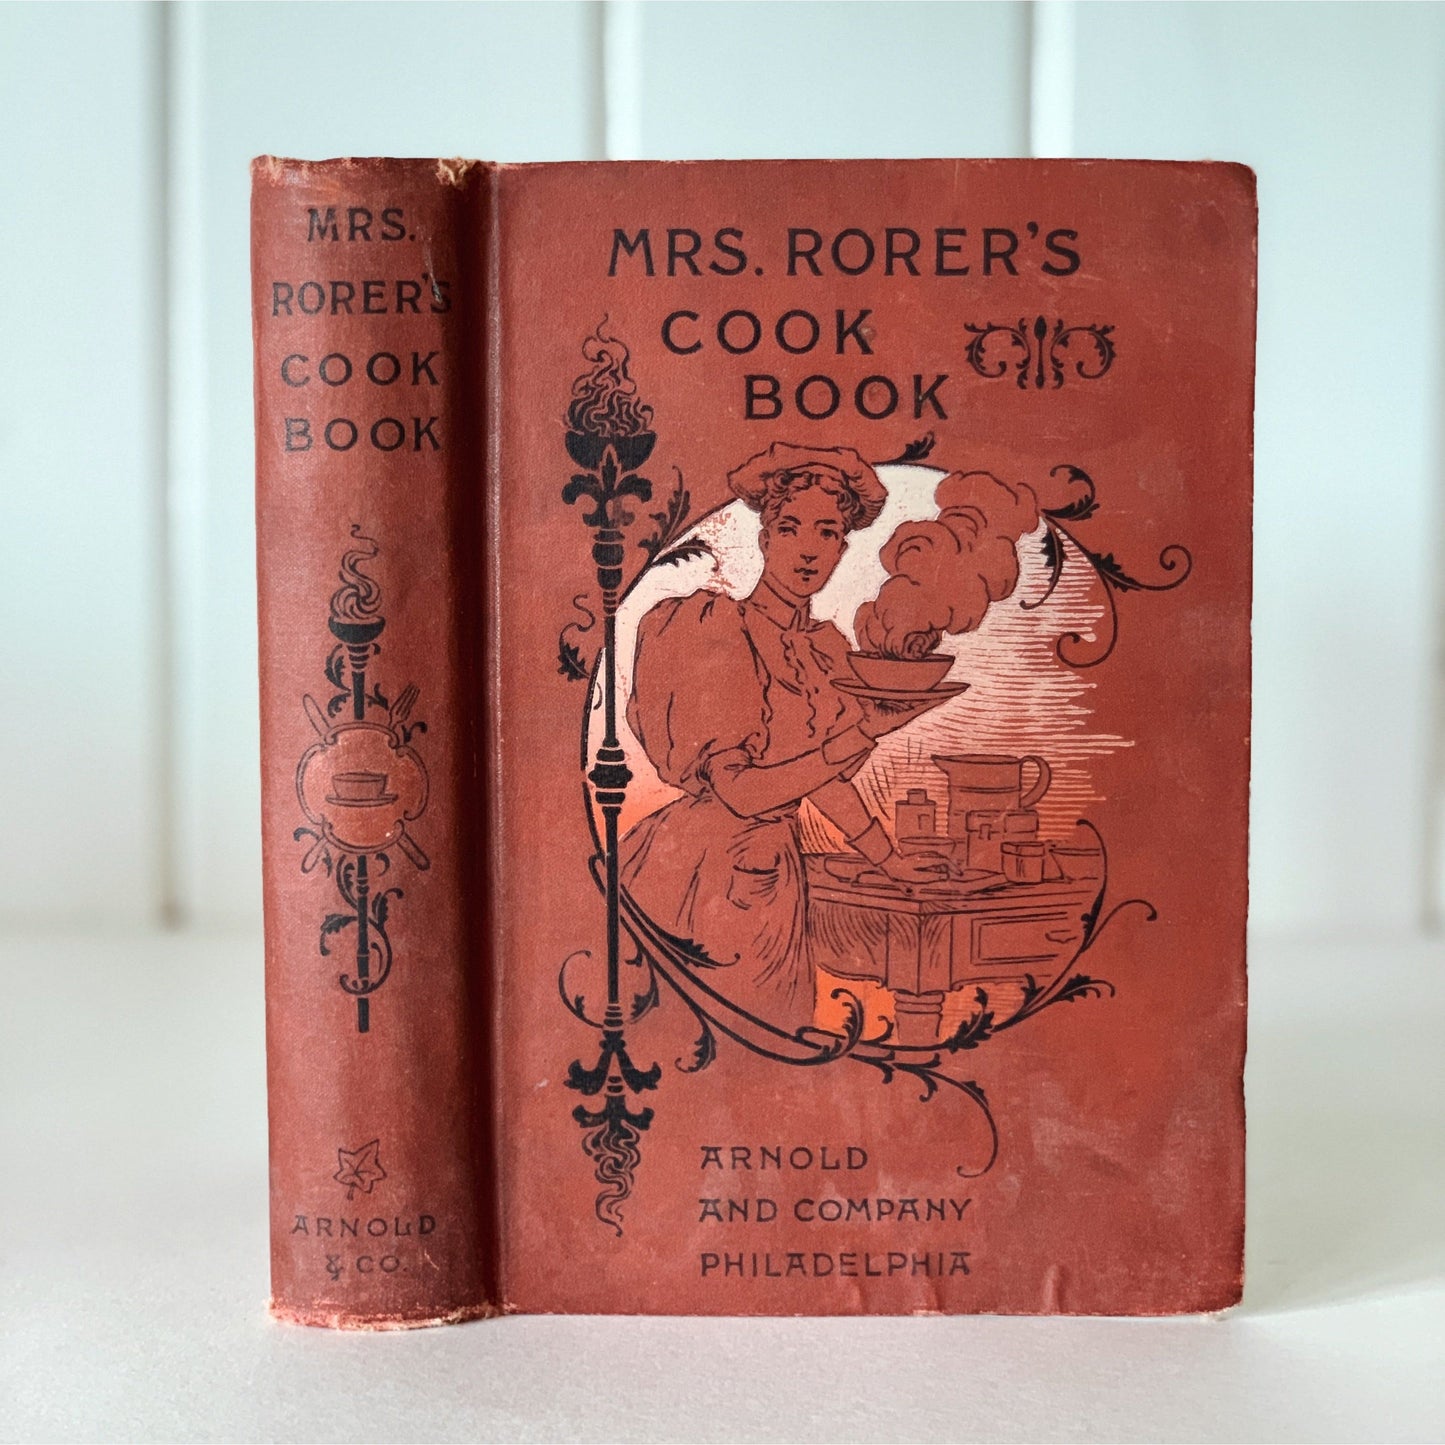 MRS.
RORER'S
COOK
BOOK
ARNOLD
& CO.
MRS. RORER'S
COOK
BOOK
ARNOLD
AND COMPANY
PHILADELPHIA